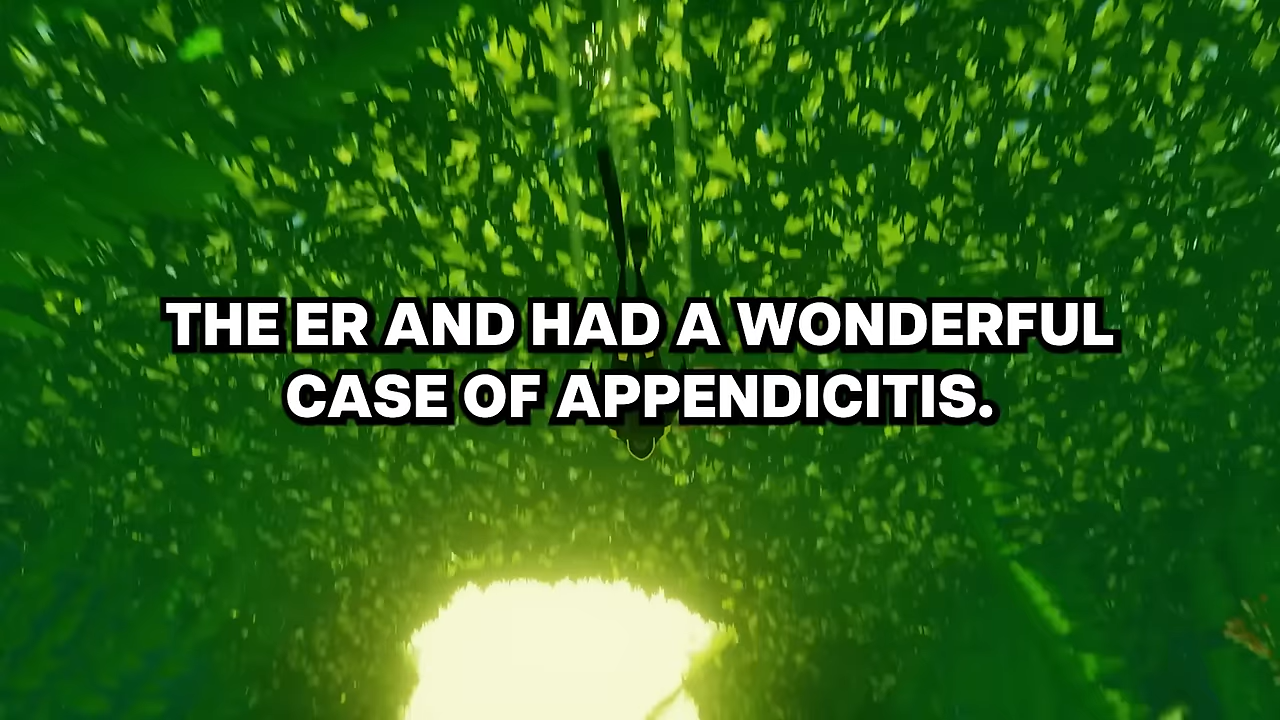 THE ER AND HAD A WONDERFUL
CASE OF APPENDICITIS.